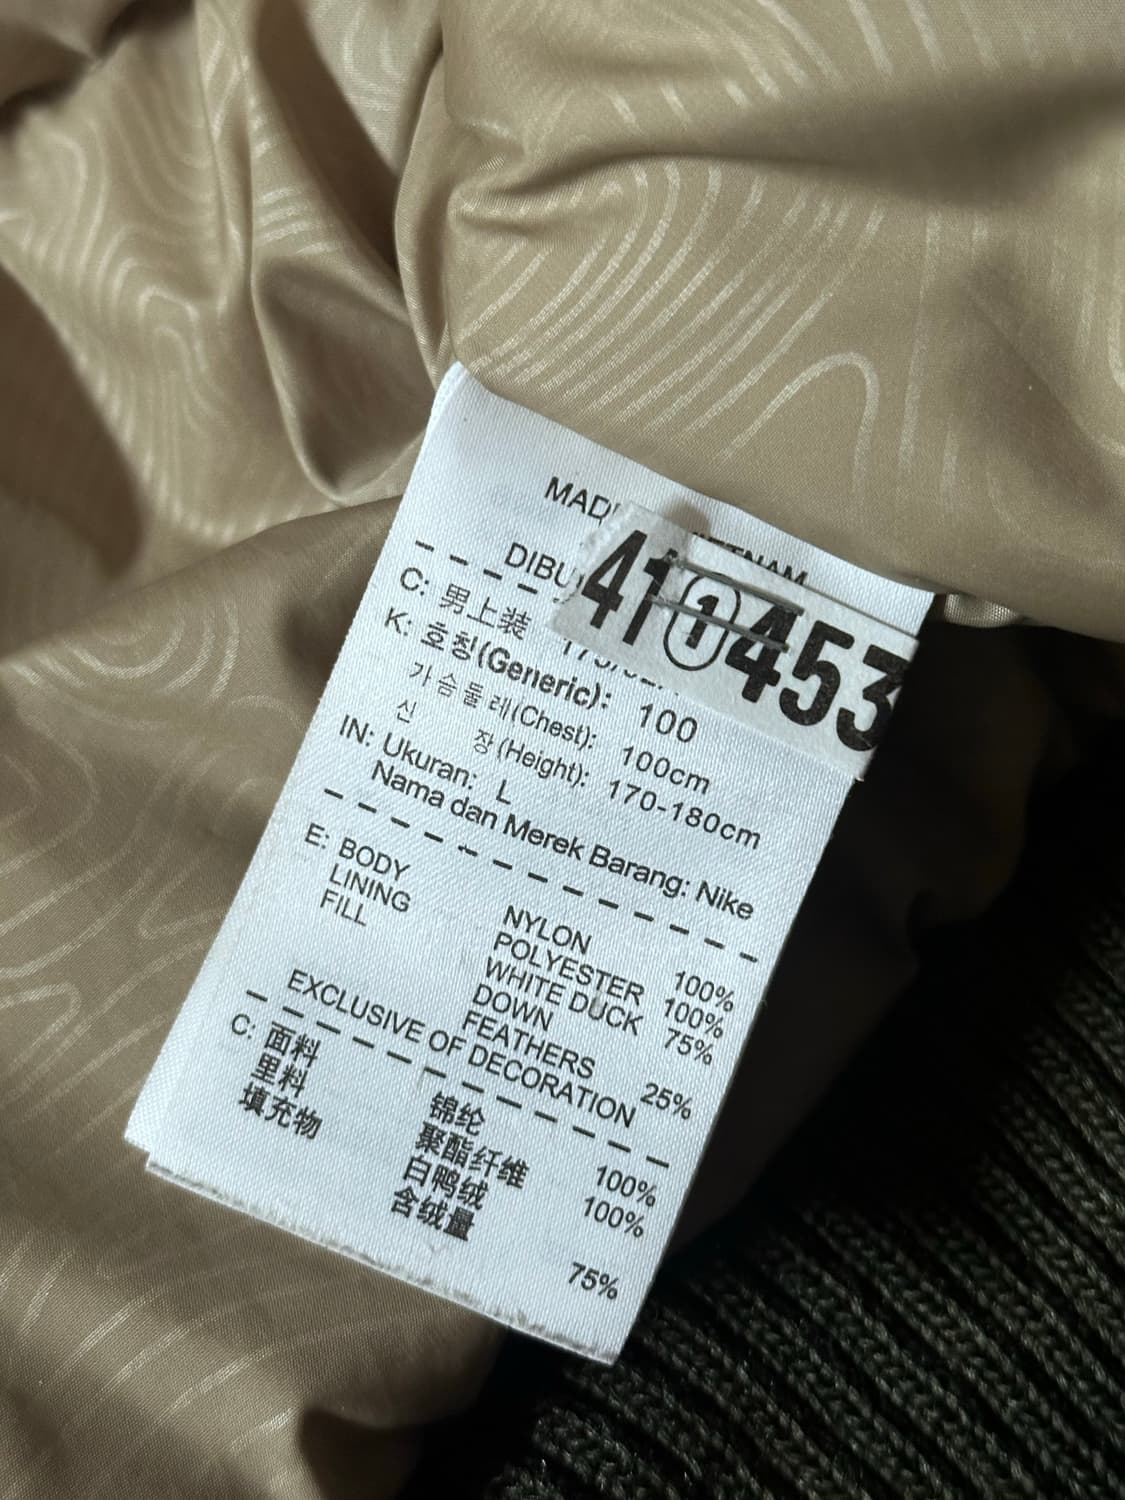 41 1 453
C: 男上装
K: 호칭(Generic): 100
가슴둘레(Chest): 100cm
신 장(Height): 170-180cm
IN: Ukuran: L
Nama dan Merek Barang: Nike
E: BODY NYLON 100%
LINING POLYESTER 100%
FILL WHITE DUCK 75%
DOWN
FEATHERS 25%
EXCLUSIVE OF DECORATION
C: 面料 锦纶 100%
里料 聚酯纤维 100%
填充物 白鸭绒
含绒量 75%